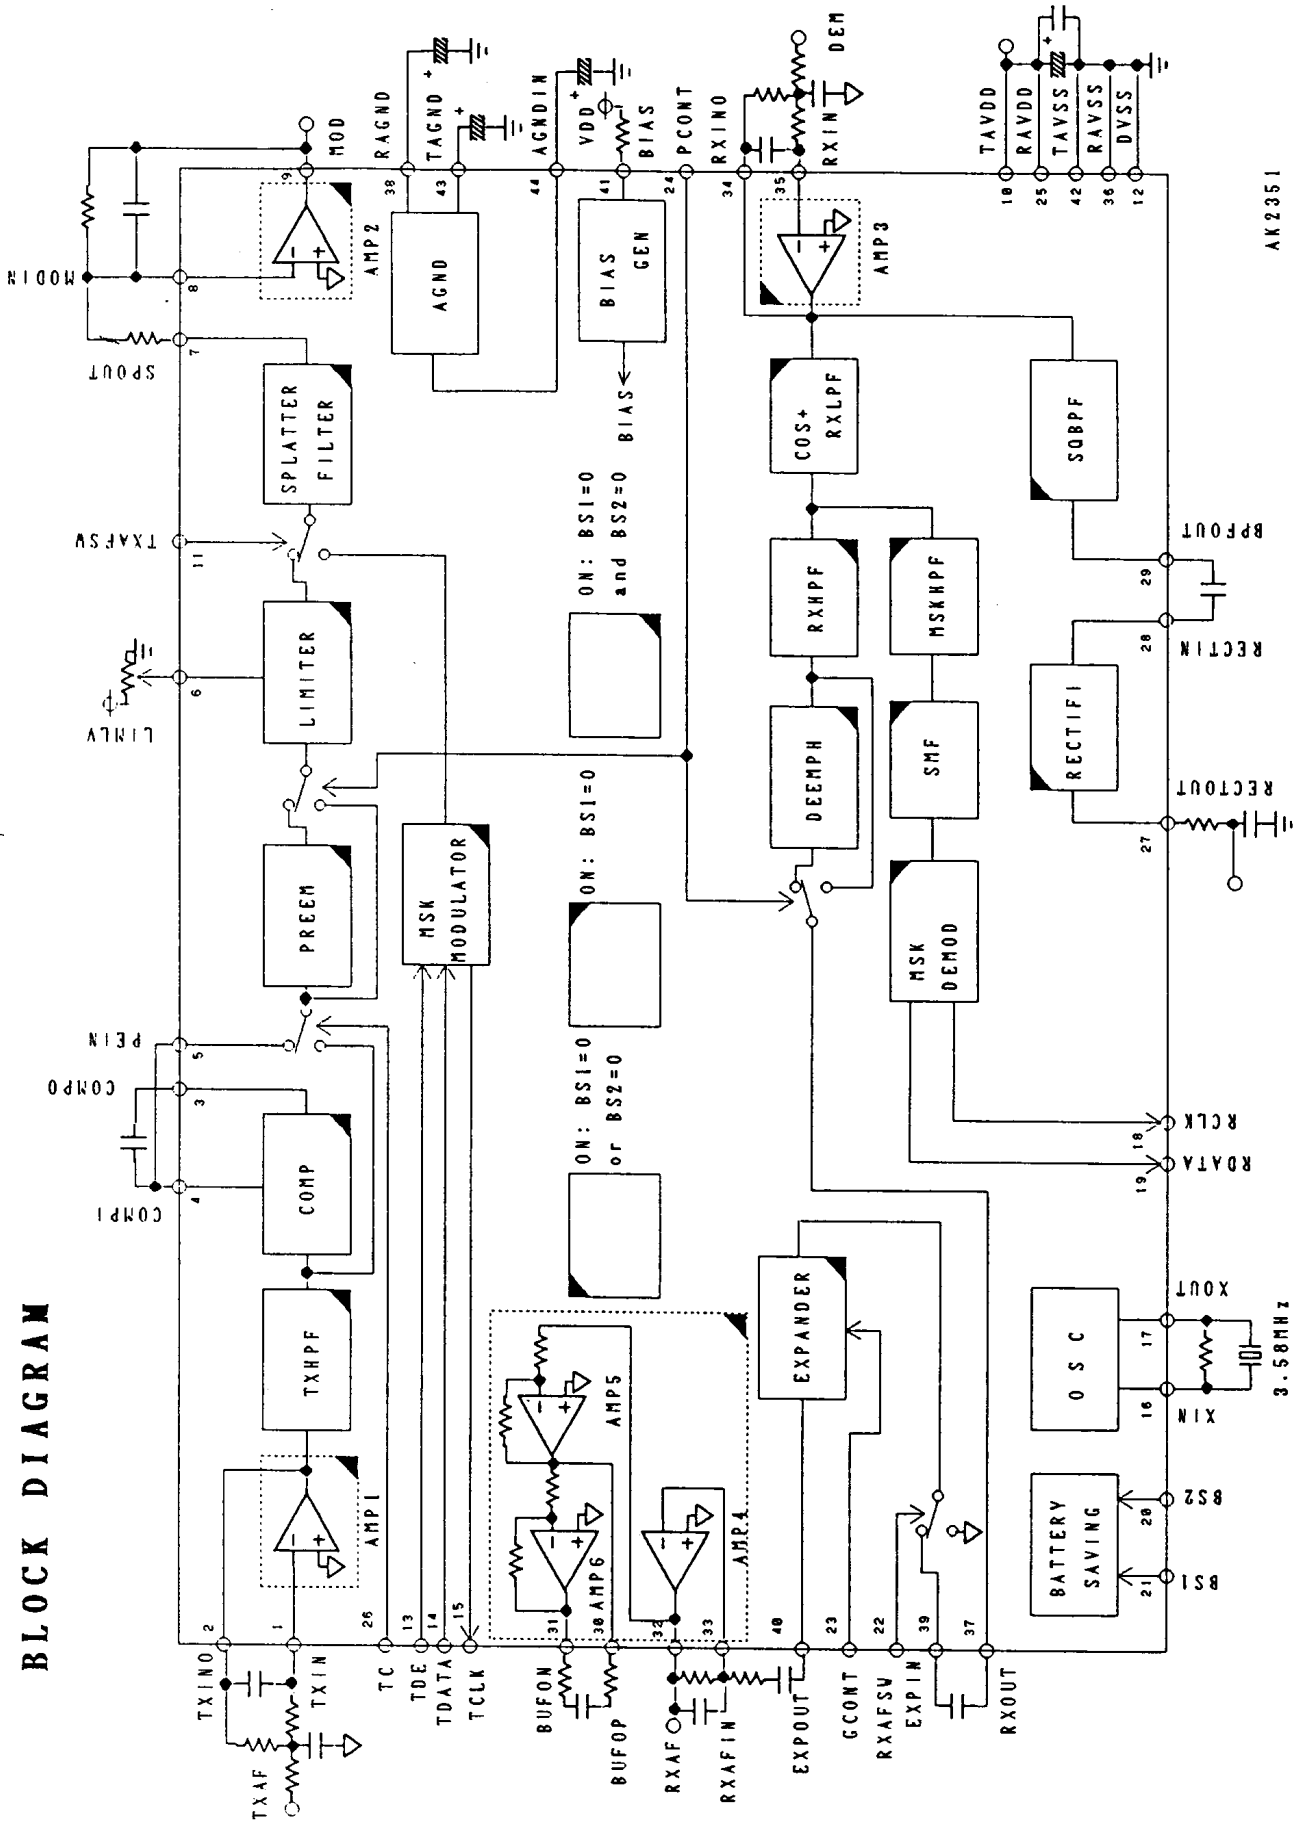 BLOCK DIAGRAM
TXAF
TXINO
2
TXIN
1
AMP1
TXHPF
COMP
COMPI
4
COMPO
3
PEIN
5
PREEM
LIMLV
6
LIMITER
TXAFSW
11
SPLATTER
FILTER
SPOUT
7
MODIN
8
AMP2
9
MOD
TC
26
TDE
13
TDATA
14
TCLK
15
MSK
MODULATOR
AGND
38
RAGND
43
TAGND
44
AGNDIN
VDD
41
BIAS
BIAS
GEN
BIAS
24
PCONT
ON: BS1=0
or BS2=0
ON: BS1=0
ON: BS1=0
and BS2=0
BUFON
31
BUFOP
30
AMP6
AMP5
AMP4
RXAF
32
RXAFIN
33
EXPOUT
40
GCONT
23
RXAFSW
22
EXPIN
39
RXOUT
37
EXPANDER
DEEMPH
RXHPF
COS+
RXLPF
AMP3
34
RXINO
35
RXIN
DEM
MSK
DEMOD
SMF
MSKHPF
BATTERY
SAVING
OSC
RECTIFI
SQBPF
TAVDD
10
RAVDD
25
TAVSS
42
RAVSS
36
DVSS
12
21
BS1
20
BS2
16
XIN
17
XOUT
3.58MHz
19
RDATA
18
RCLK
27
RECTOUT
28
RECTIN
29
BPFOUT
AK2351